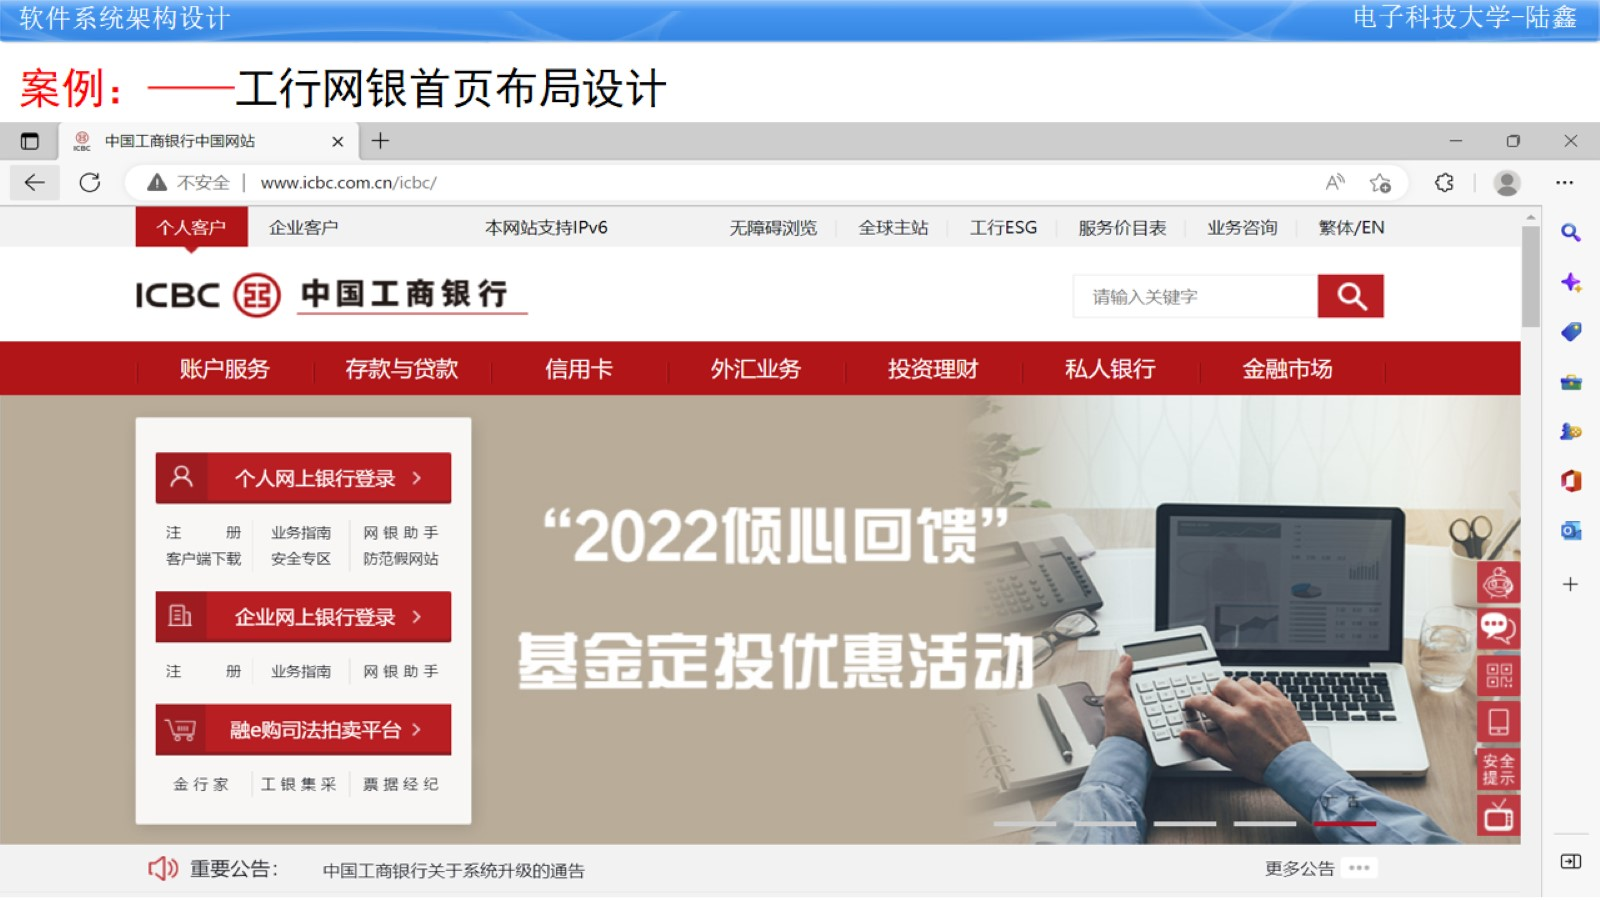 软件系统架构设计 电子科技大学-陆鑫
案例：——工行网银首页布局设计
ICBC 中国工商银行中国网站
不安全 | www.icbc.com.cn/icbc/
个人客户 企业客户 本网站支持IPv6 无障碍浏览 全球主站 工行ESG 服务价目表 业务咨询 繁体/EN
ICBC 中国工商银行 请输入关键字
账户服务 存款与贷款 信用卡 外汇业务 投资理财 私人银行 金融市场
个人网上银行登录 >
注 册 业务指南 网银助手
客户端下载 安全专区 防范假网站
企业网上银行登录 >
注 册 业务指南 网银助手
融e购司法拍卖平台 >
金行家 工银集采 票据经纪
“2022倾心回馈”
基金定投优惠活动
安全
提示
广告
重要公告： 中国工商银行关于系统升级的通告 更多公告